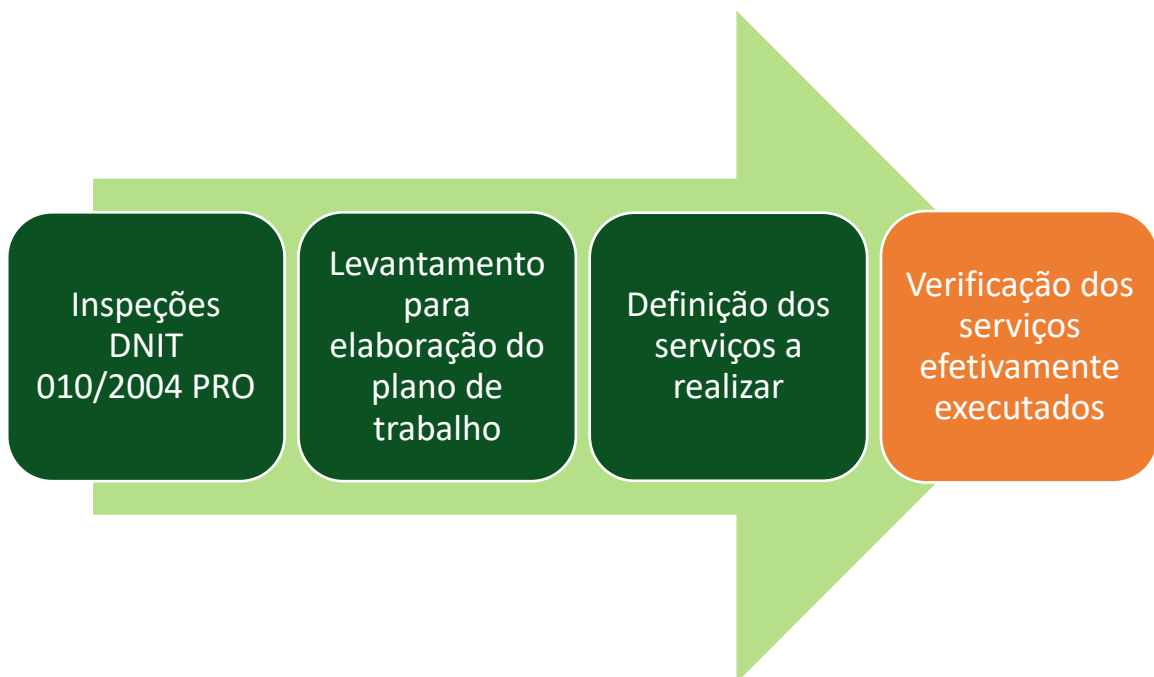 Inspeções
DNIT
010/2004 PRO
Levantamento
para
elaboração do
plano de
trabalho
Definição dos
serviços a
realizar
Verificação dos
serviços
efetivamente
executados